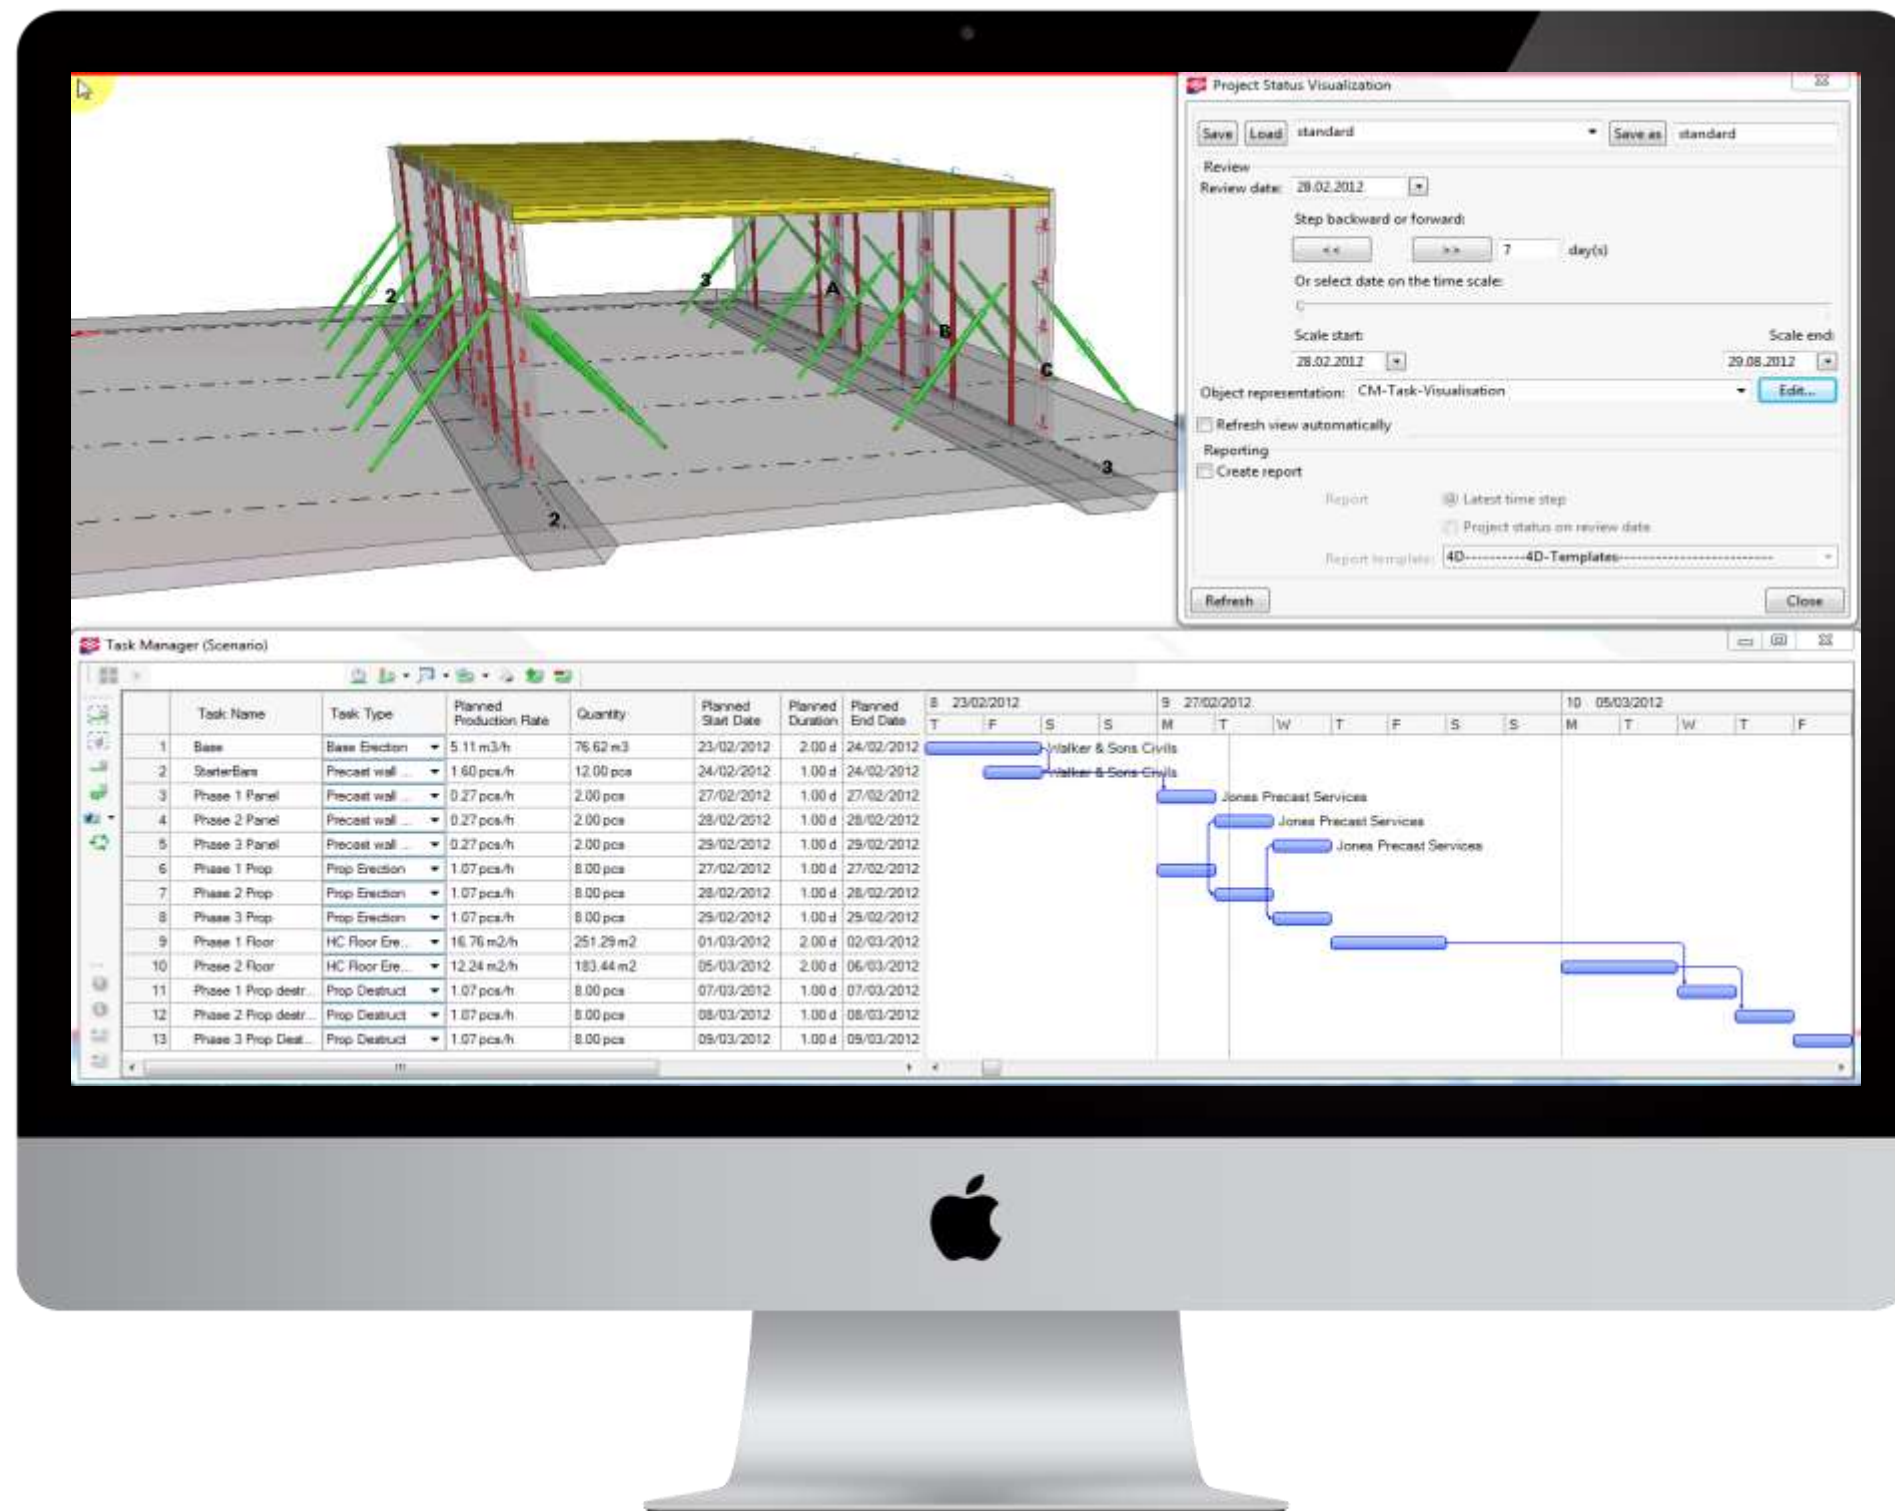 Project Status Visualization
Save Load standard Save as standard
Review
Review date: 28.02.2012
Step backward or forward:
<< >> 7 day(s)
Or select date on the time scale:
Scale start: Scale end:
28.02.2012 29.08.2012
Object representation: CM-Task-Visualisation Edit...
Refresh view automatically
Reporting
Create report
Report Latest time step
Project status on review date
Report template: 4D-----------4D-Templates---------------------------
Refresh Close
2
3
A
B
C
3
2
1
Task Manager (Scenario)
Task Name Task Type Planned Production Rate Quantity Planned Start Date Planned Duration Planned End Date
8 23/02/2012 9 27/02/2012 10 05/03/2012
T F S S M T W T F S S M T W T F
1 Base Base Erection 5.11 m3/h 76.62 m3 23/02/2012 2.00 d 24/02/2012 Walker & Sons Civils
2 StarterBars Precast wall ... 1.60 pcs/h 12.00 pcs 24/02/2012 1.00 d 24/02/2012 Walker & Sons Civils
3 Phase 1 Panel Precast wall ... 0.27 pcs/h 2.00 pcs 27/02/2012 1.00 d 27/02/2012 Jones Precast Services
4 Phase 2 Panel Precast wall ... 0.27 pcs/h 2.00 pcs 28/02/2012 1.00 d 28/02/2012 Jones Precast Services
5 Phase 3 Panel Precast wall ... 0.27 pcs/h 2.00 pcs 29/02/2012 1.00 d 29/02/2012 Jones Precast Services
6 Phase 1 Prop Prop Erection 1.07 pcs/h 8.00 pcs 27/02/2012 1.00 d 27/02/2012
7 Phase 2 Prop Prop Erection 1.07 pcs/h 8.00 pcs 28/02/2012 1.00 d 28/02/2012
8 Phase 3 Prop Prop Erection 1.07 pcs/h 8.00 pcs 29/02/2012 1.00 d 29/02/2012
9 Phase 1 Floor HC Floor Ere... 16.76 m2/h 251.29 m2 01/03/2012 2.00 d 02/03/2012
10 Phase 2 Floor HC Floor Ere... 12.24 m2/h 183.44 m2 05/03/2012 2.00 d 06/03/2012
11 Phase 1 Prop destr... Prop Destruct 1.07 pcs/h 8.00 pcs 07/03/2012 1.00 d 07/03/2012
12 Phase 2 Prop destr... Prop Destruct 1.07 pcs/h 8.00 pcs 08/03/2012 1.00 d 08/03/2012
13 Phase 3 Prop Dest... Prop Destruct 1.07 pcs/h 8.00 pcs 09/03/2012 1.00 d 09/03/2012